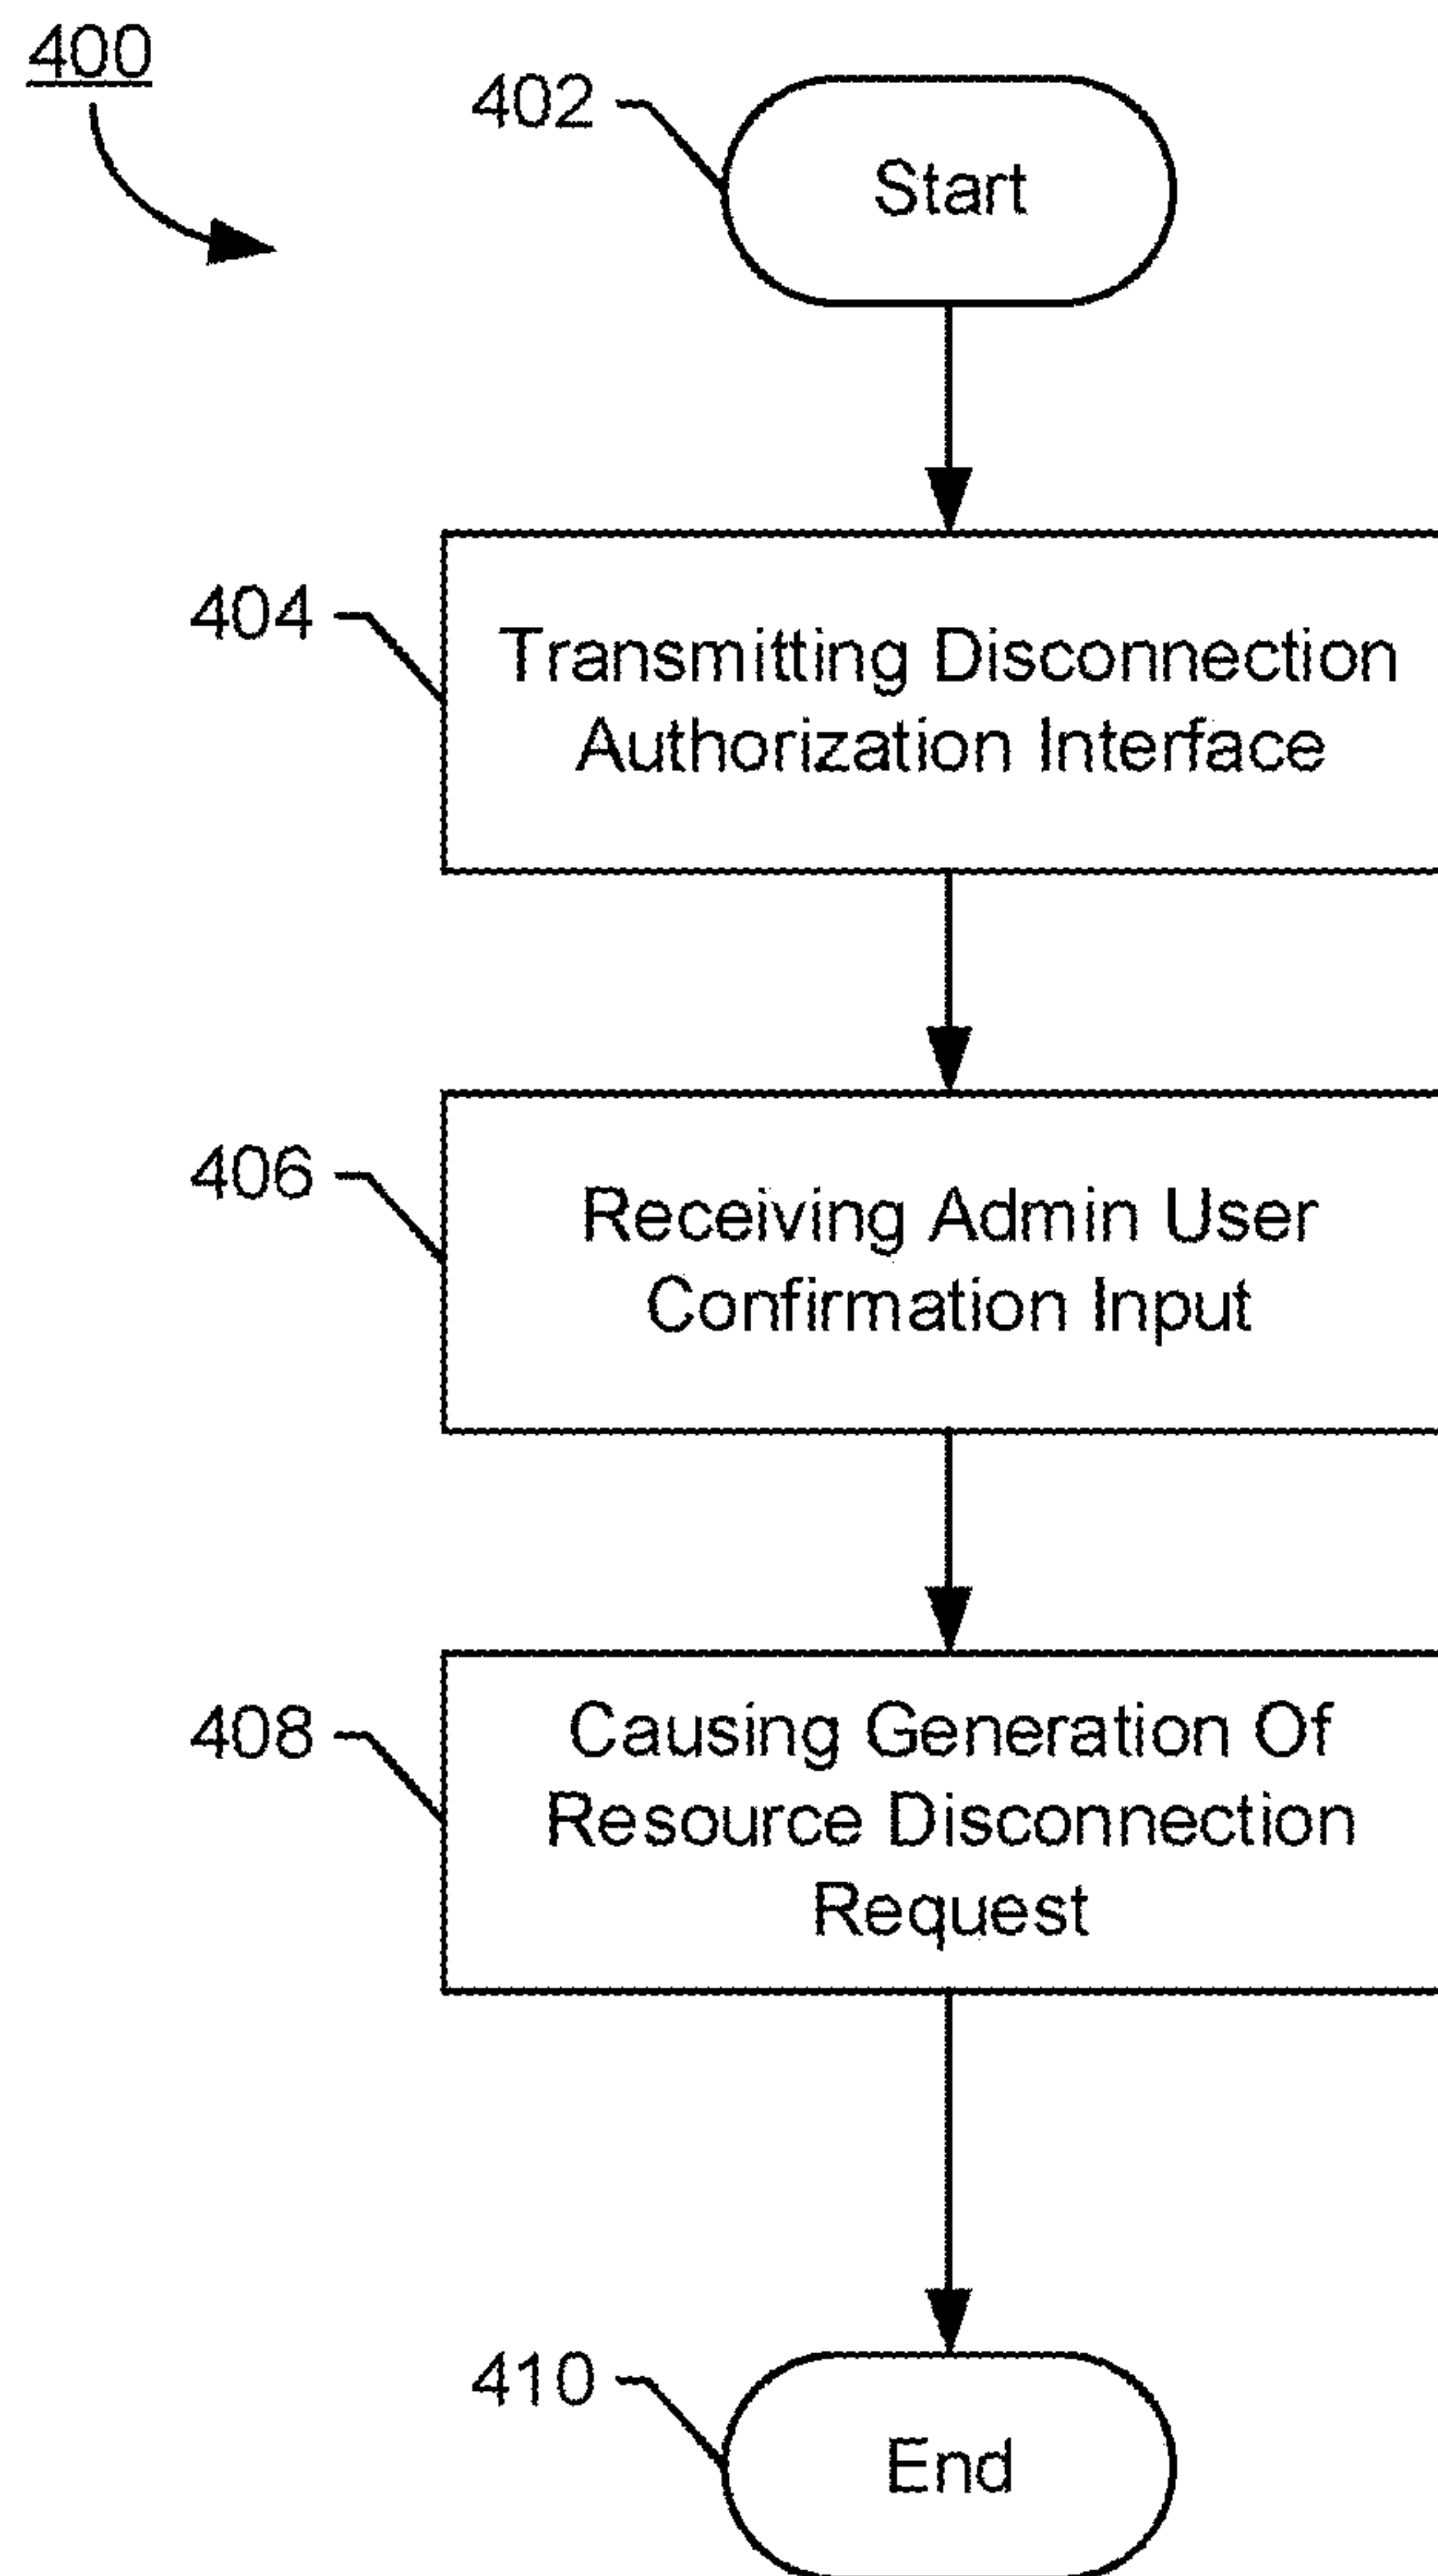 400
402
Start
404
Transmitting Disconnection
Authorization Interface
406
Receiving Admin User
Confirmation Input
408
Causing Generation Of
Resource Disconnection
Request
410
End